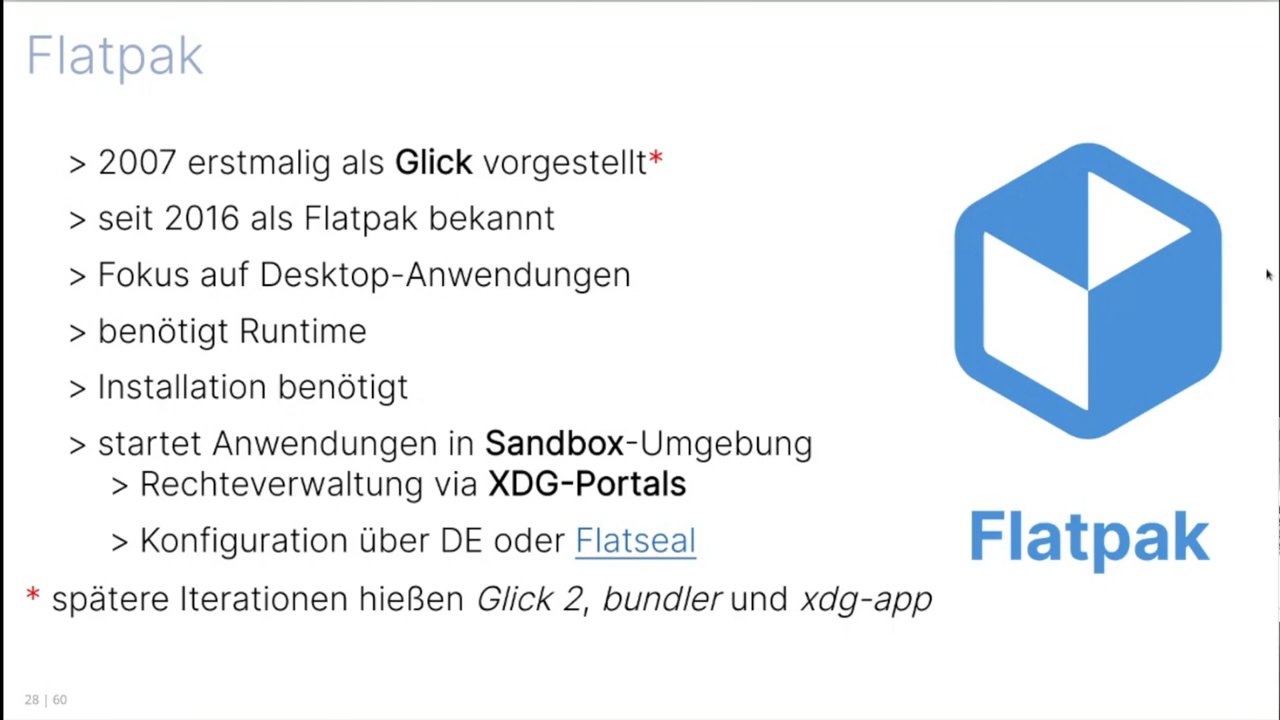 Flatpak
> 2007 erstmalig als Glick vorgestellt*
> seit 2016 als Flatpak bekannt
> Fokus auf Desktop-Anwendungen
> benötigt Runtime
> Installation benötigt
> startet Anwendungen in Sandbox-Umgebung
> Rechteverwaltung via XDG-Portals
> Konfiguration über DE oder Flatseal
* spätere Iterationen hießen Glick 2, bundler und xdg-app
Flatpak
28 | 60